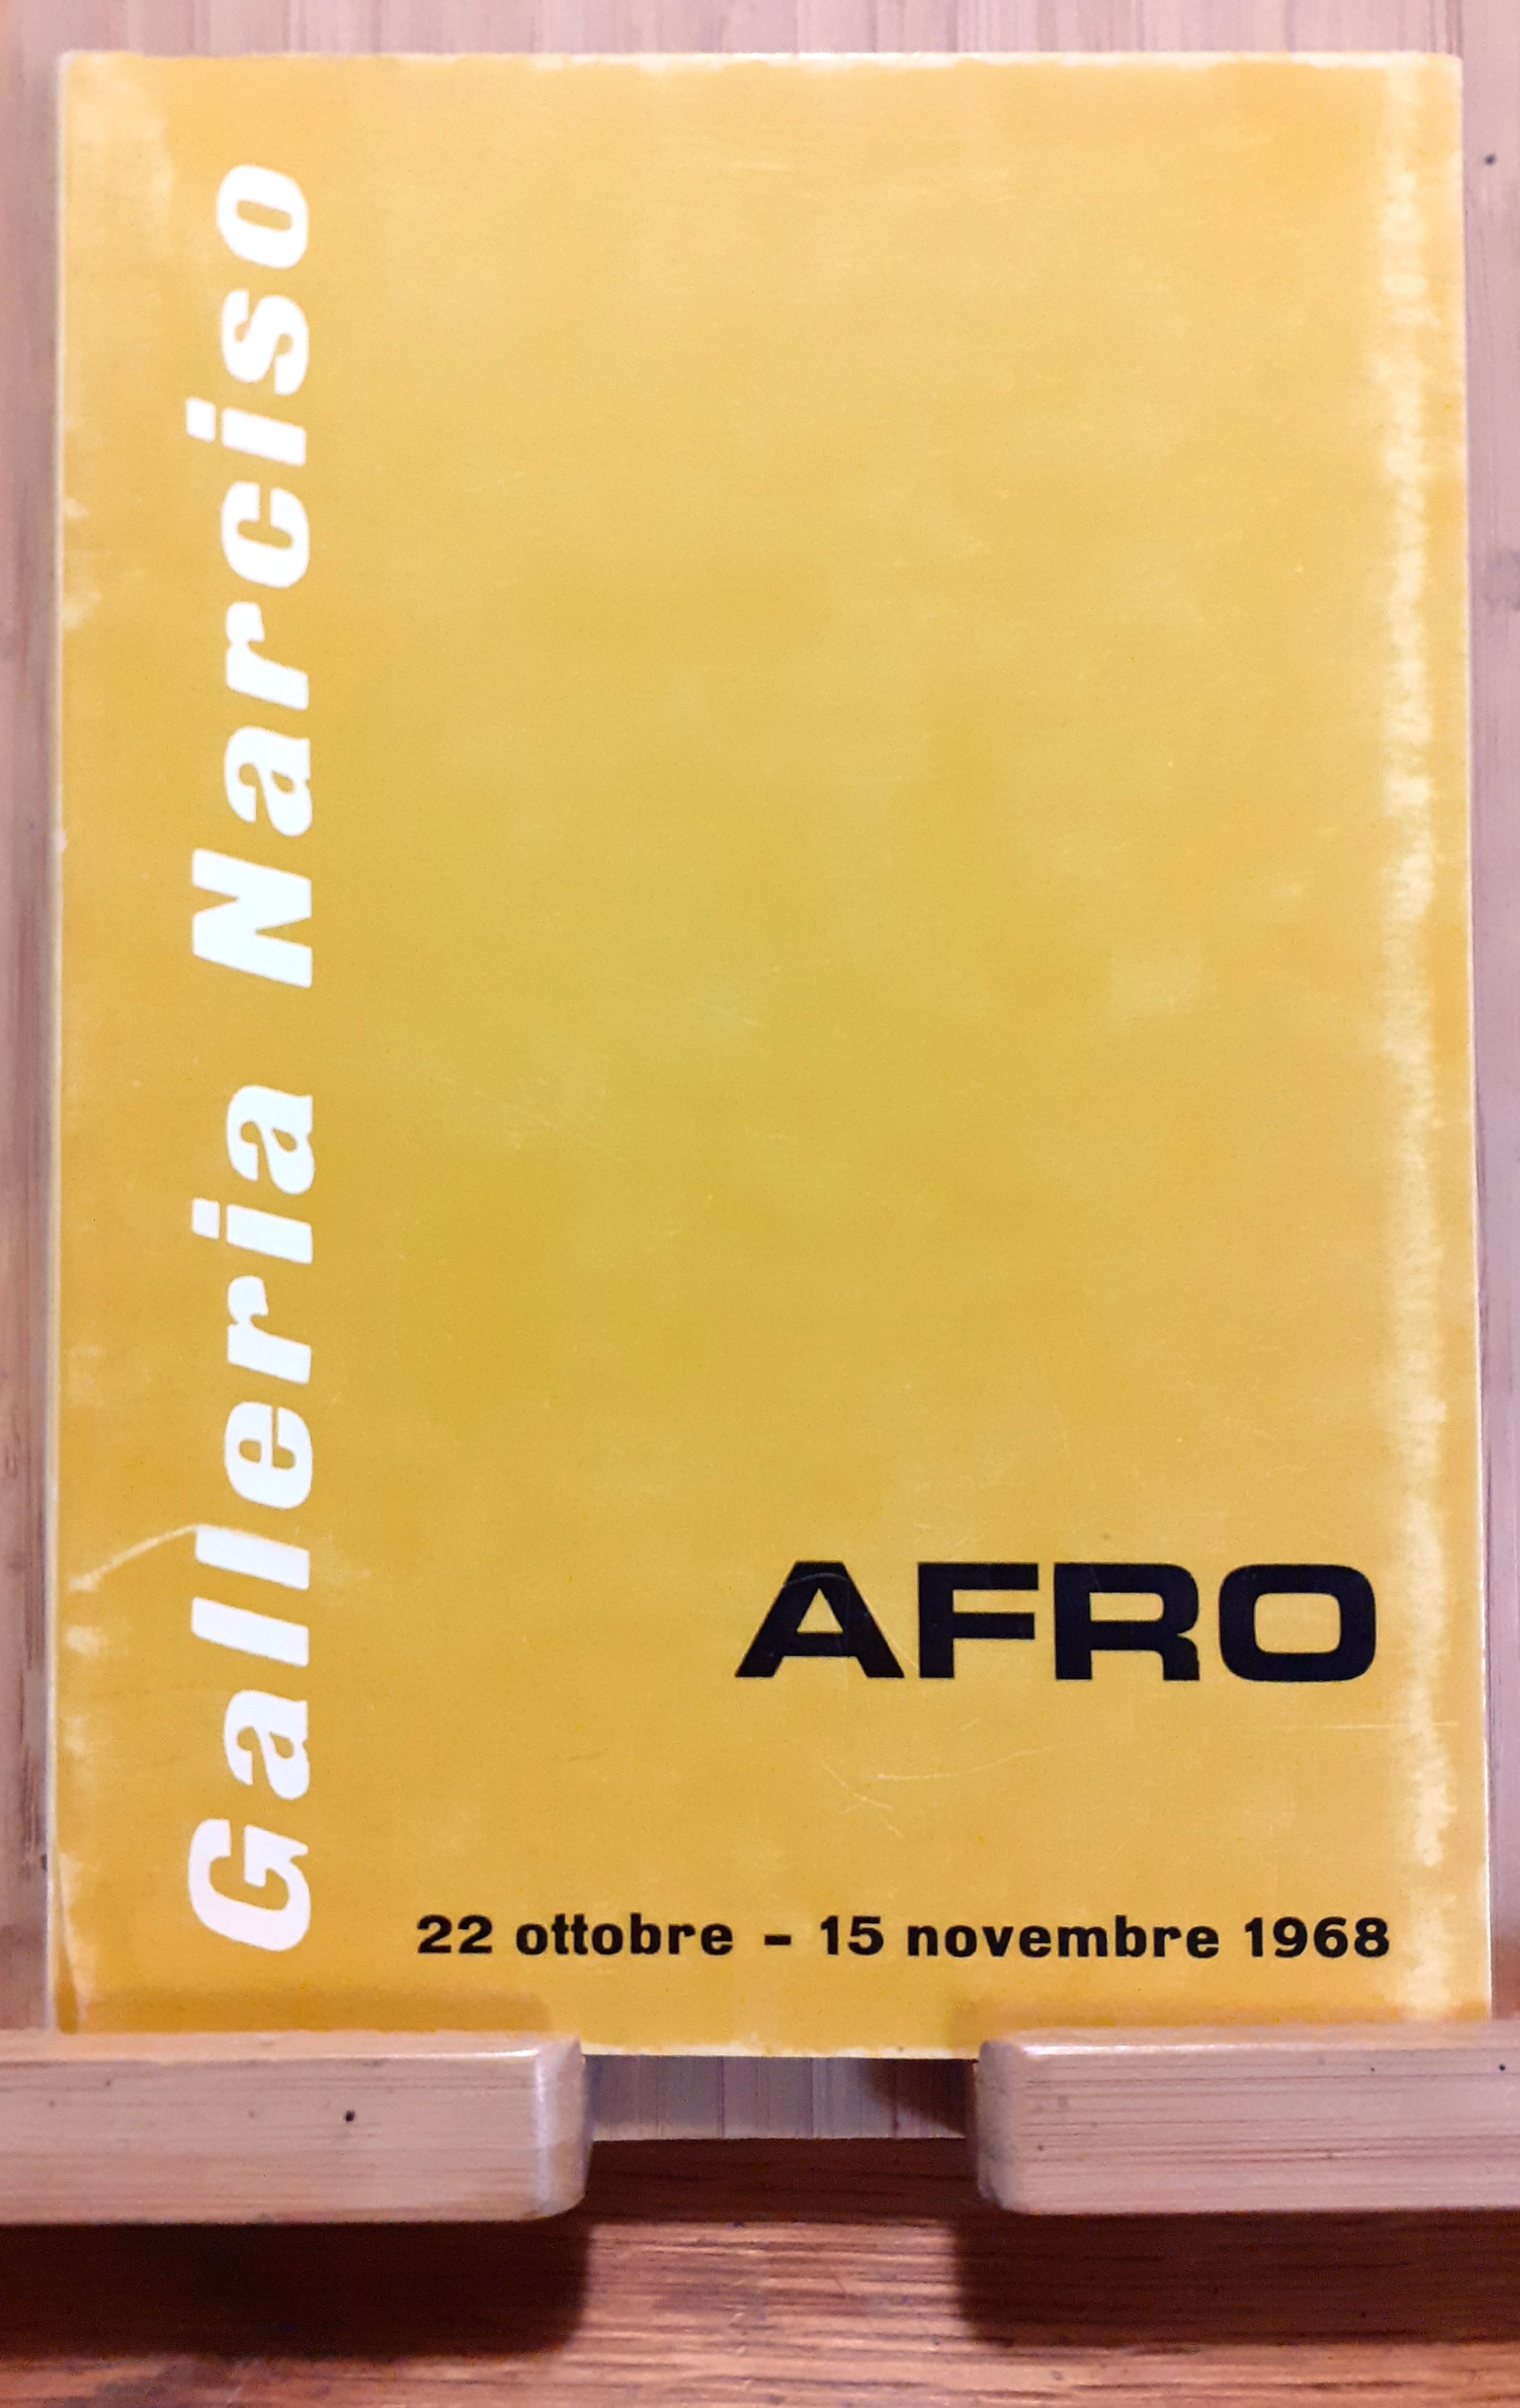 Galleria Narciso
AFRO
22 ottobre - 15 novembre 1968